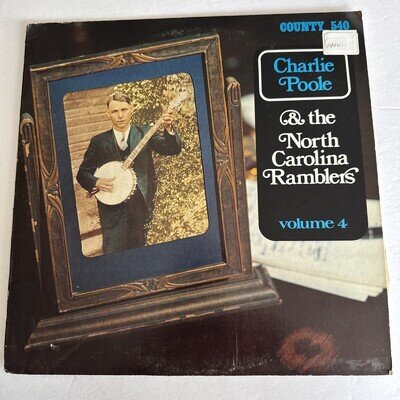 COUNTY 540
Charlie
Poole
& the
North
Carolina
Ramblers
volume 4